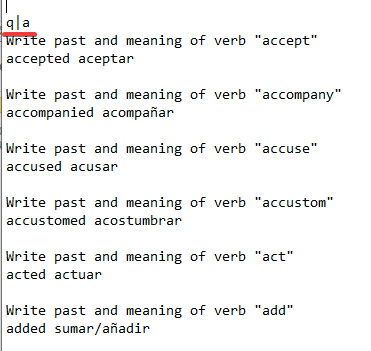 q|a
Write past and meaning of verb "accept"
accepted aceptar
Write past and meaning of verb "accompany"
accompanied acompañar
Write past and meaning of verb "accuse"
accused acusar
Write past and meaning of verb "accustom"
accustomed acostumbrar
Write past and meaning of verb "act"
acted actuar
Write past and meaning of verb "add"
added sumar/añadir